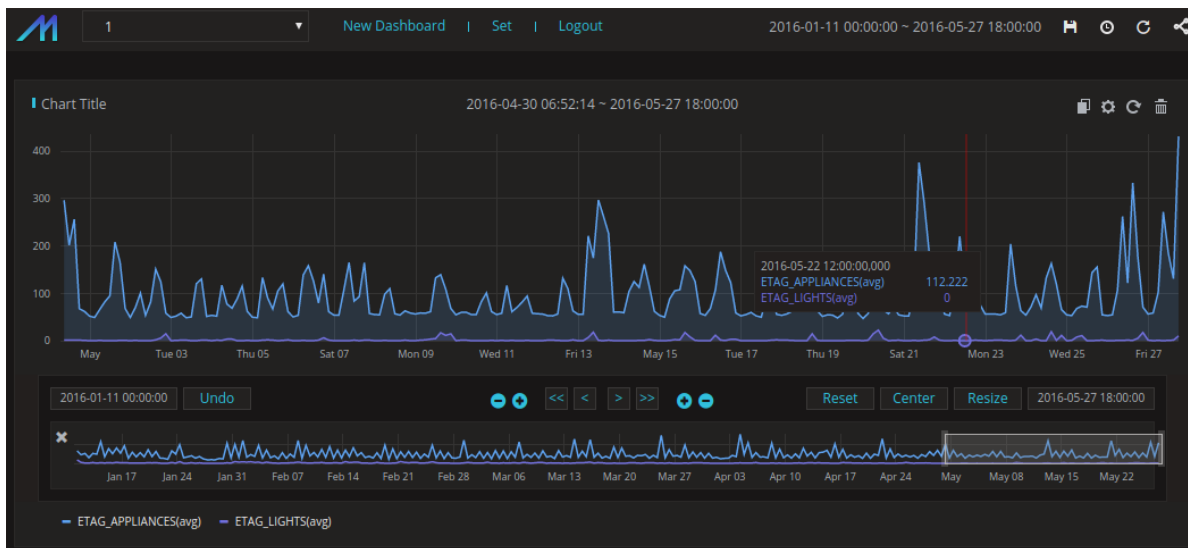 1 New Dashboard | Set | Logout 2016-01-11 00:00:00 ~ 2016-05-27 18:00:00
Chart Title 2016-04-30 06:52:14 ~ 2016-05-27 18:00:00
400
300
200
100
0
2016-05-22 12:00:00,000
ETAG_APPLIANCES(avg) 112.222
ETAG_LIGHTS(avg) 0
May Tue 03 Thu 05 Sat 07 Mon 09 Wed 11 Fri 13 May 15 Tue 17 Thu 19 Sat 21 Mon 23 Wed 25 Fri 27
2016-01-11 00:00:00 Undo << < > >> Reset Center Resize 2016-05-27 18:00:00
Jan 17 Jan 24 Jan 31 Feb 07 Feb 14 Feb 21 Feb 28 Mar 06 Mar 13 Mar 20 Mar 27 Apr 03 Apr 10 Apr 17 Apr 24 May May 08 May 15 May 22
ETAG_APPLIANCES(avg) ETAG_LIGHTS(avg)